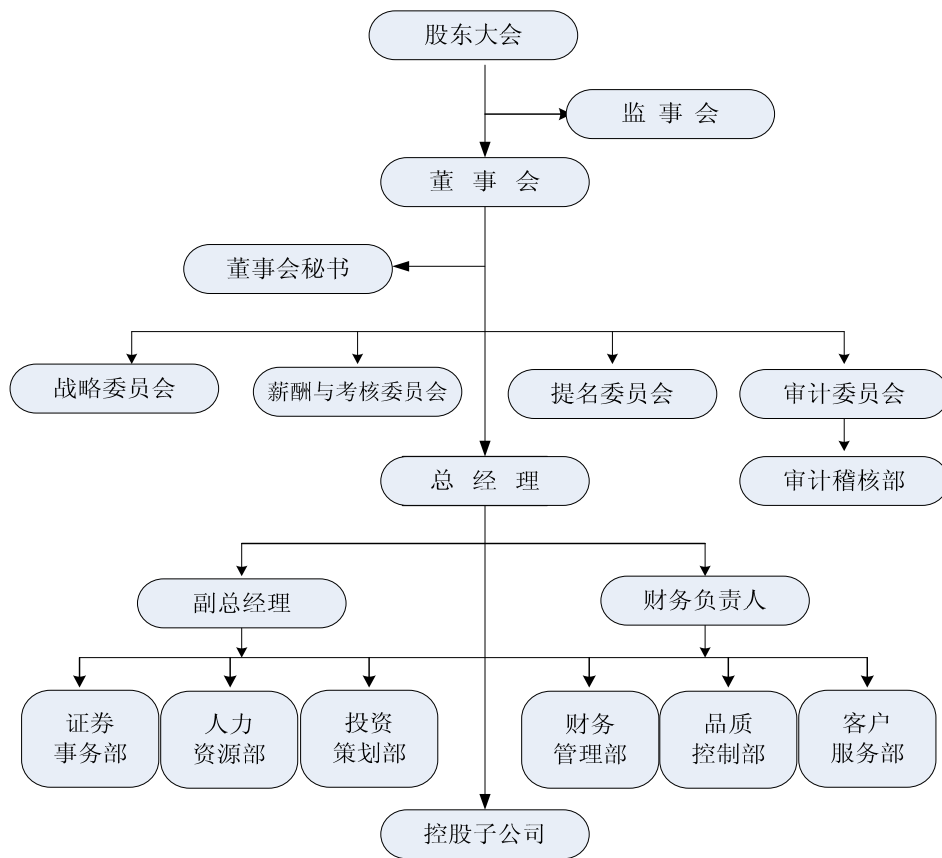 股东大会
监 事 会
董 事 会
董事会秘书
战略委员会
薪酬与考核委员会
提名委员会
审计委员会
总 经 理
审计稽核部
副总经理
财务负责人
证券
事务部
人力
资源部
投资
策划部
财务
管理部
品质
控制部
客户
服务部
控股子公司